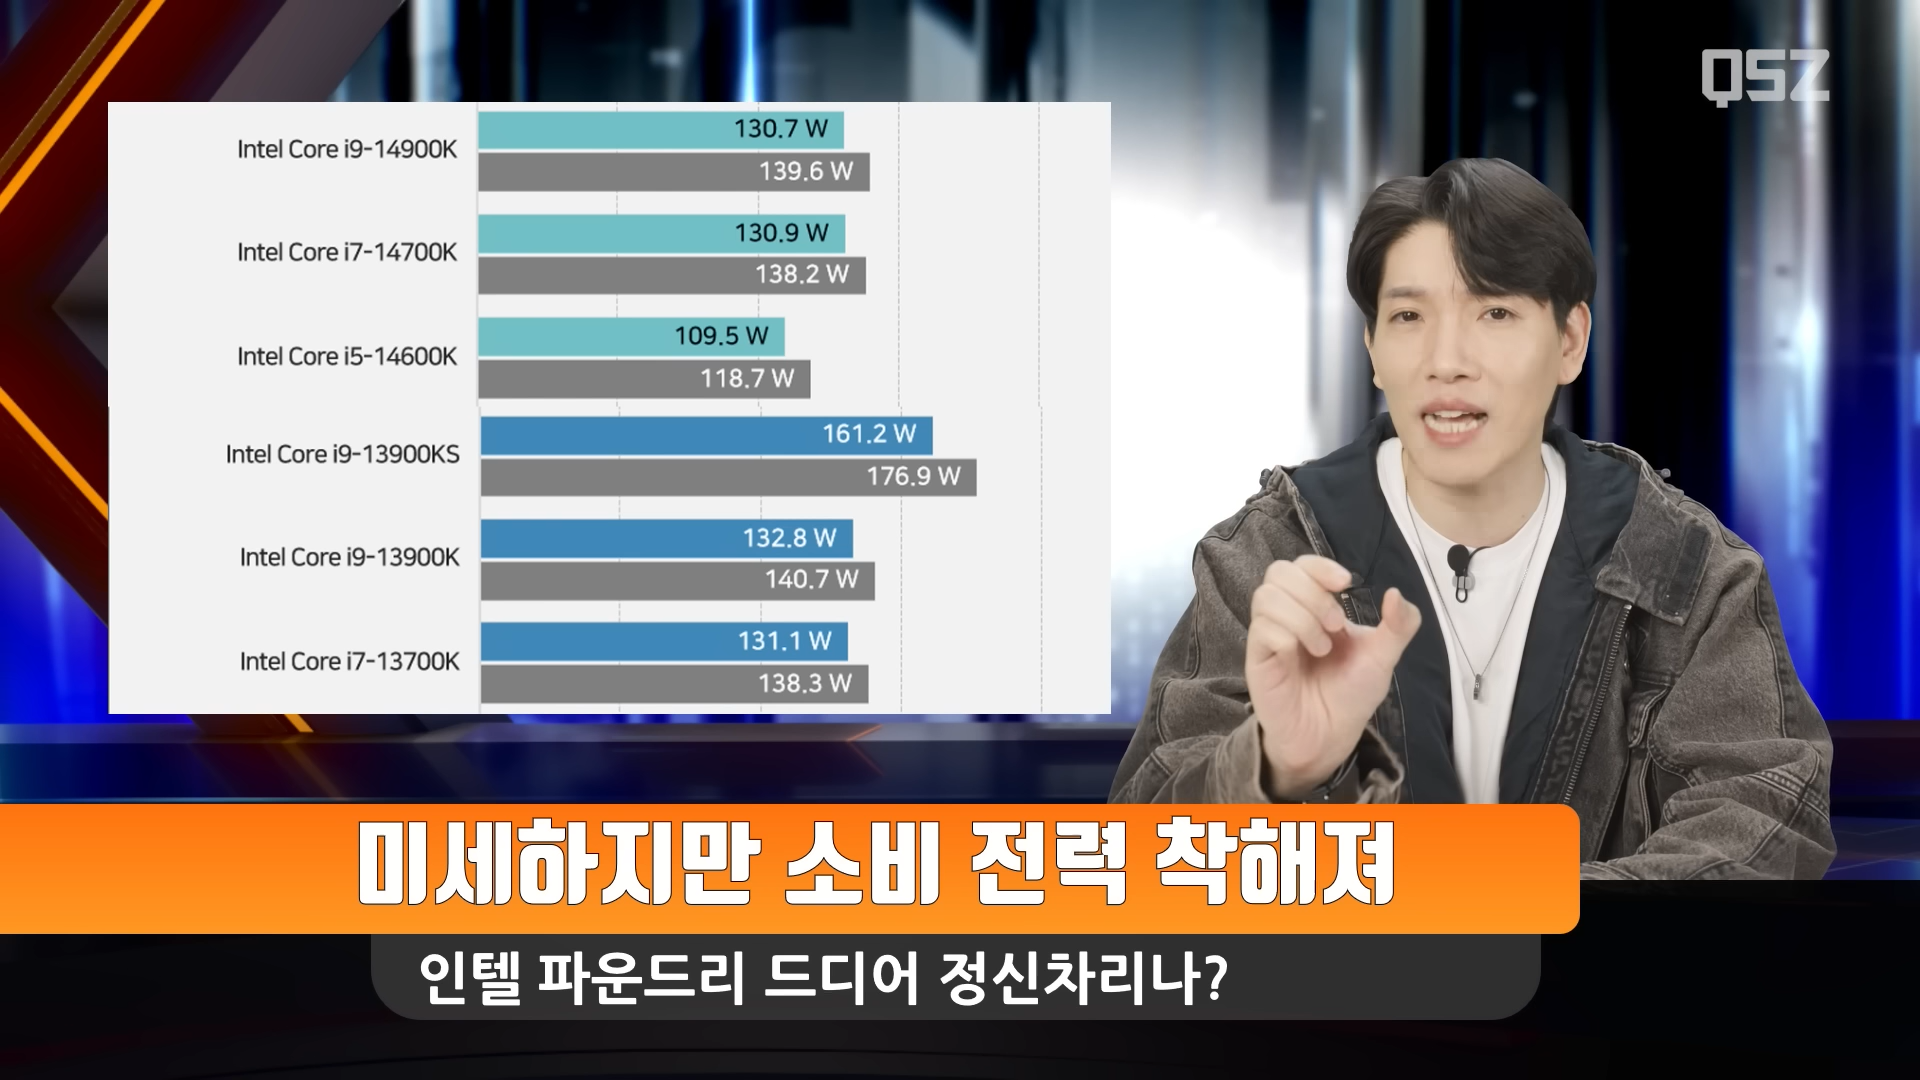 QSZ
Intel Core i9-14900K
130.7 W
139.6 W
Intel Core i7-14700K
130.9 W
138.2 W
Intel Core i5-14600K
109.5 W
118.7 W
Intel Core i9-13900KS
161.2 W
176.9 W
Intel Core i9-13900K
132.8 W
140.7 W
Intel Core i7-13700K
131.1 W
138.3 W
미세하지만 소비 전력 착해져
인텔 파운드리 드디어 정신차리나?